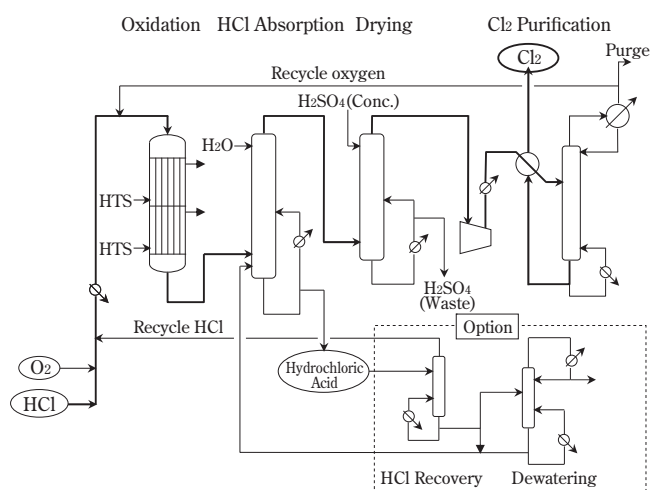 Oxidation HCl Absorption Drying Cl2 Purification
Cl2
Purge
Recycle oxygen
H2SO4(Conc.)
H2O
HTS
HTS
H2SO4
(Waste)
Recycle HCl
Option
O2
Hydrochloric
Acid
HCl
HCl Recovery Dewatering